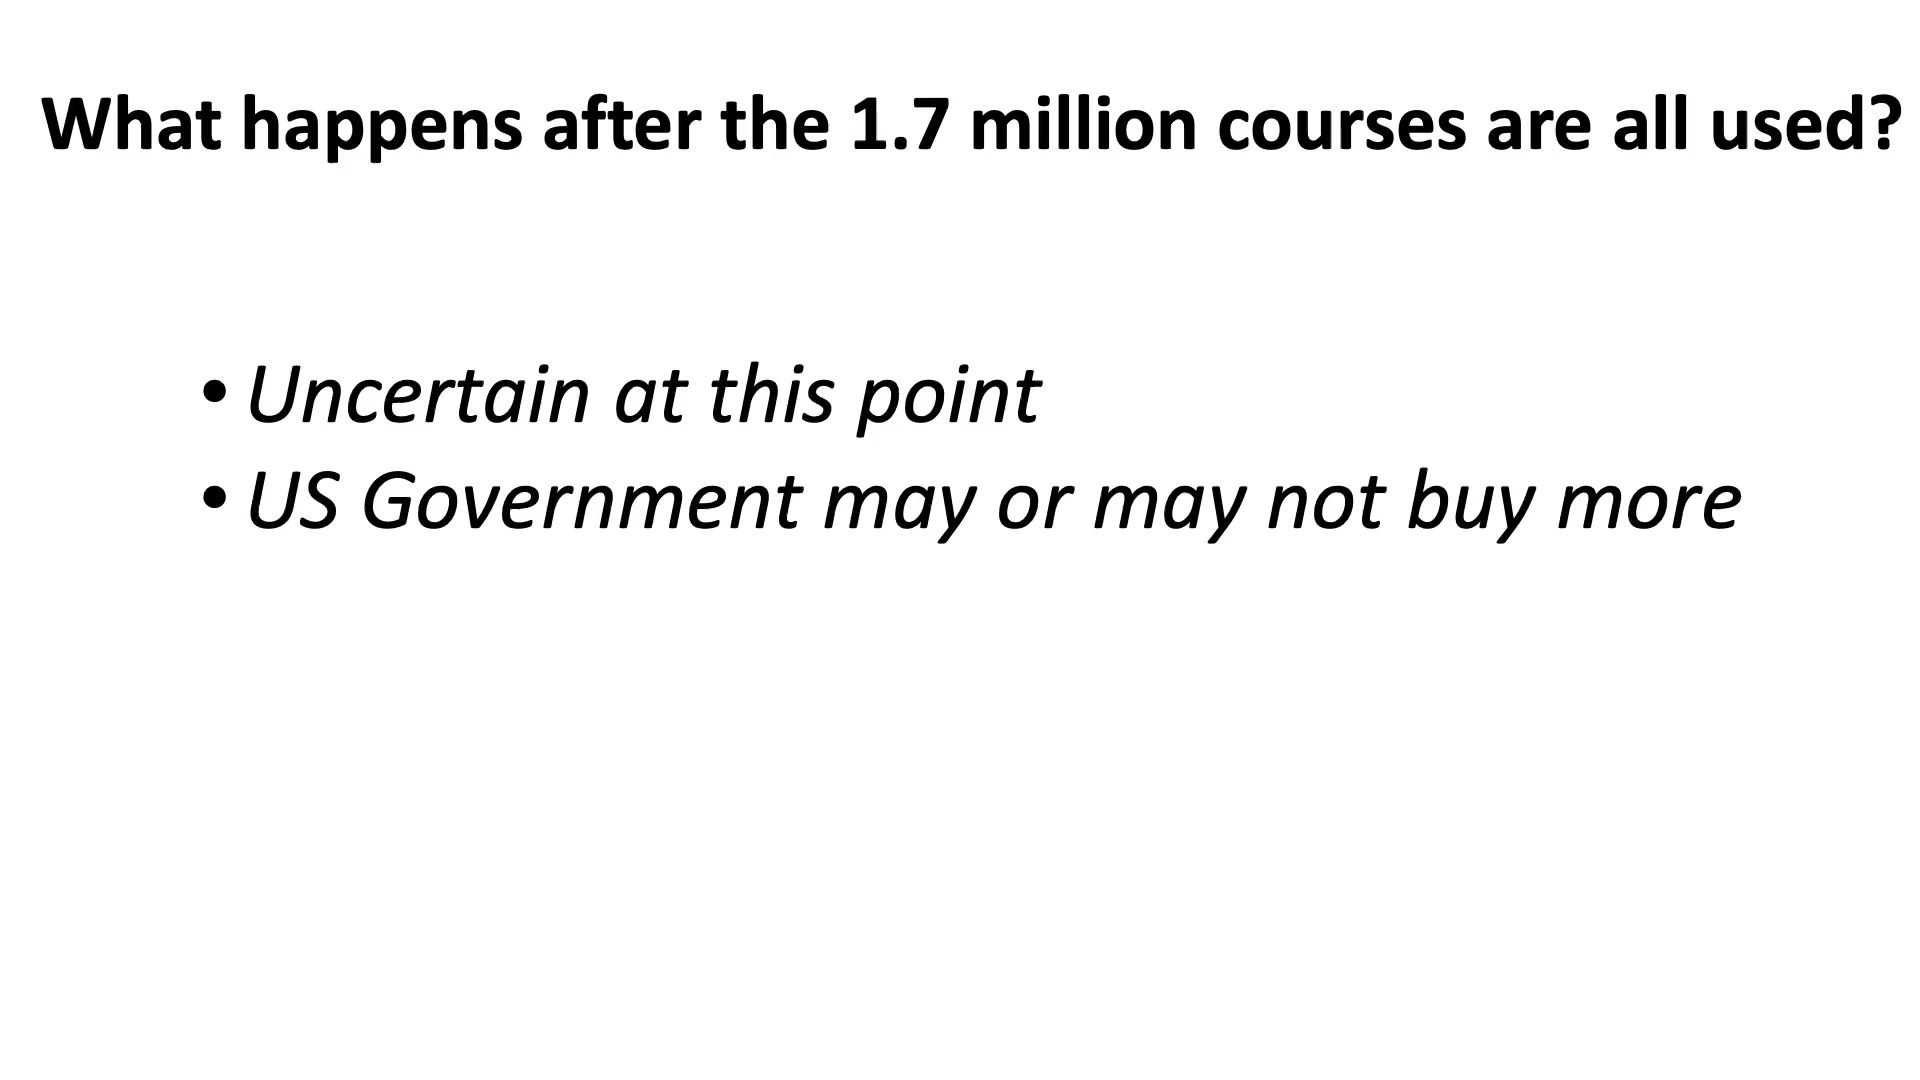 What happens after the 1.7 million courses are all used?
• Uncertain at this point
• US Government may or may not buy more